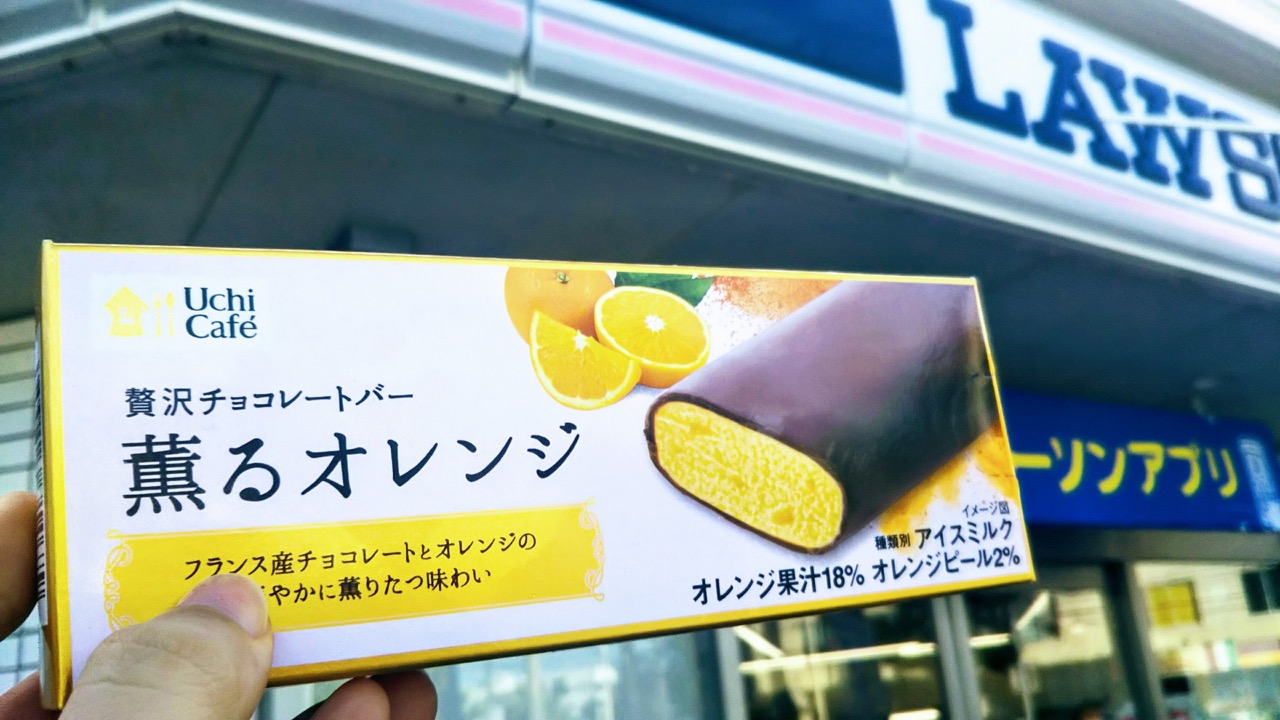 LAWS
Uchi
Café
贅沢チョコレートバー
薫るオレンジ
フランス産チョコレートとオレンジの
やかに薫りたつ味わい
イメージ図
種類別 アイスミルク
オレンジ果汁18% オレンジピール2%
ーソンアプリ